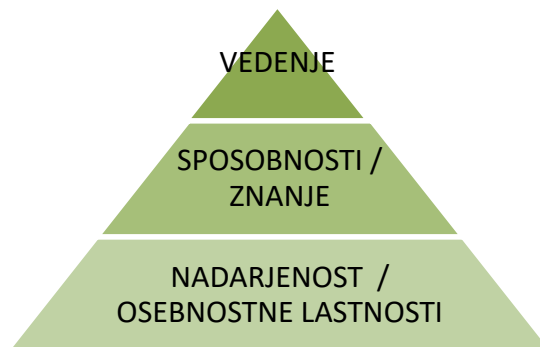 VEDENJE
SPOSOBNOSTI /
ZNANJE
NADARJENOST /
OSEBNOSTNE LASTNOSTI